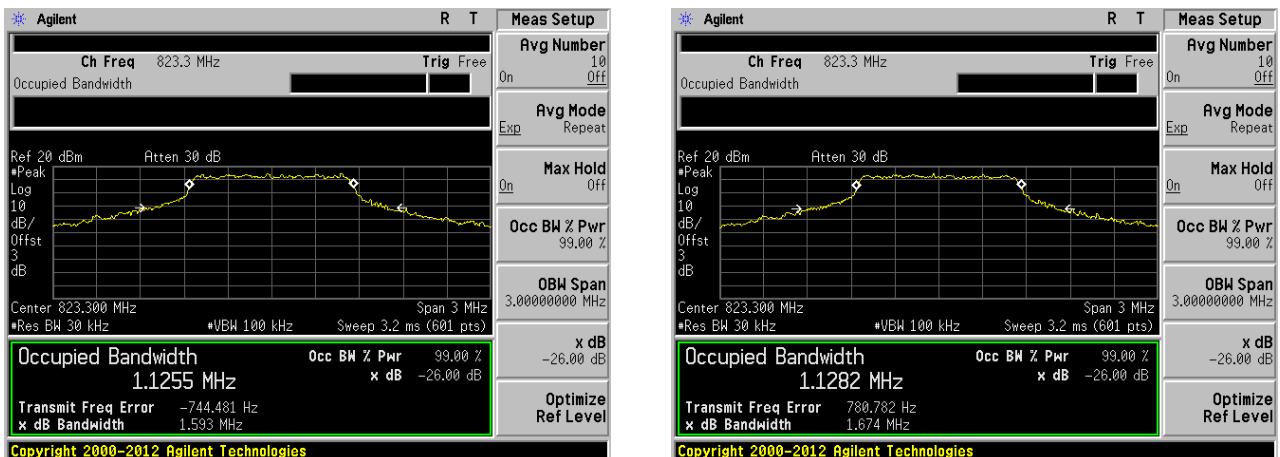 Agilent R T Meas Setup
Avg Number
10
On Off
Ch Freq 823.3 MHz Trig Free
Occupied Bandwidth
Avg Mode
Exp Repeat
Ref 20 dBm Atten 30 dB
#Peak
Log
10
dB/
Offst
3
dB
Max Hold
On Off
Occ BW % Pwr
99.00 %
OBW Span
3.00000000 MHz
Center 823.300 MHz Span 3 MHz
#Res BW 30 kHz #VBW 100 kHz Sweep 3.2 ms (601 pts)
x dB
-26.00 dB
Occupied Bandwidth Occ BW % Pwr 99.00 %
1.1255 MHz x dB -26.00 dB
Transmit Freq Error -744.481 Hz
x dB Bandwidth 1.593 MHz
Optimize
Ref Level
Copyright 2000-2012 Agilent Technologies
Agilent R T Meas Setup
Avg Number
10
On Off
Ch Freq 823.3 MHz Trig Free
Occupied Bandwidth
Avg Mode
Exp Repeat
Ref 20 dBm Atten 30 dB
#Peak
Log
10
dB/
Offst
3
dB
Max Hold
On Off
Occ BW % Pwr
99.00 %
OBW Span
3.00000000 MHz
Center 823.300 MHz Span 3 MHz
#Res BW 30 kHz #VBW 100 kHz Sweep 3.2 ms (601 pts)
x dB
-26.00 dB
Occupied Bandwidth Occ BW % Pwr 99.00 %
1.1282 MHz x dB -26.00 dB
Transmit Freq Error 780.782 Hz
x dB Bandwidth 1.674 MHz
Optimize
Ref Level
Copyright 2000-2012 Agilent Technologies